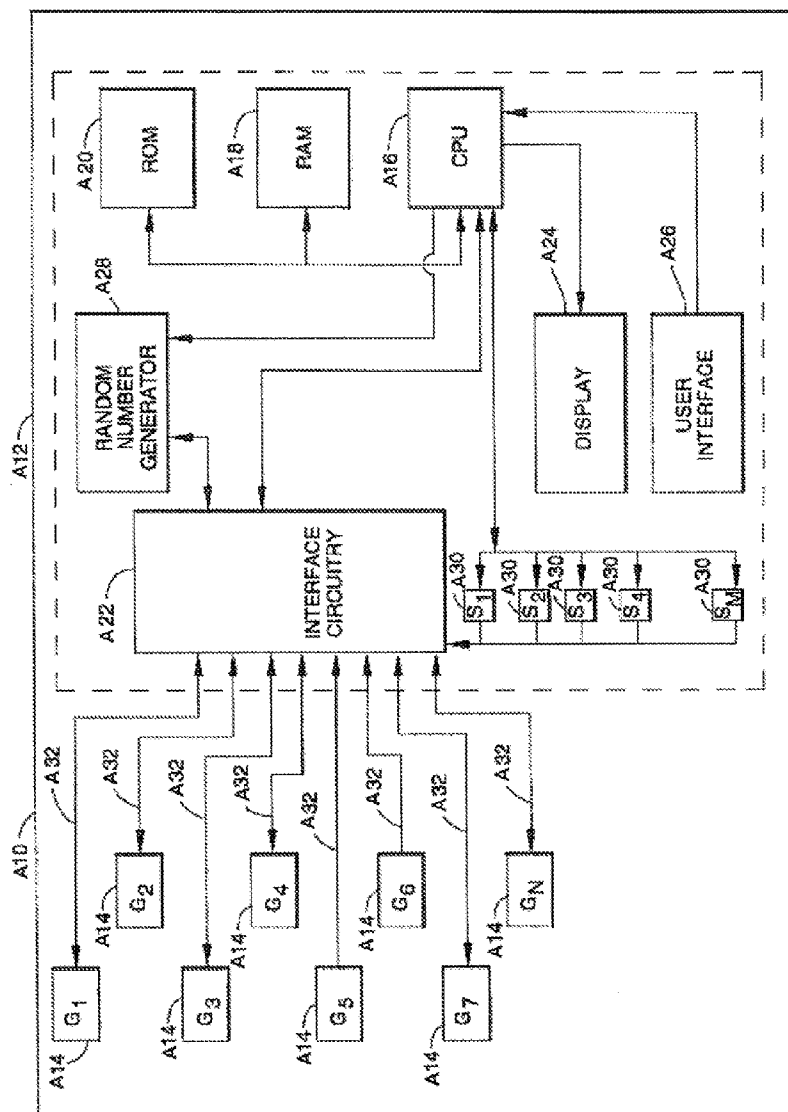 A10
A12
A14
G1
A32
A14
G2
A32
A14
G3
A32
A14
G4
A32
A14
G5
A32
A14
G6
A32
A14
G7
A32
A14
GN
A32
A22
INTERFACE
CIRCUITRY
A28
RANDOM
NUMBER
GENERATOR
A20
ROM
A18
RAM
A16
CPU
A24
DISPLAY
A26
USER
INTERFACE
A30
S1
A30
S2
A30
S3
A30
S4
A30
SM